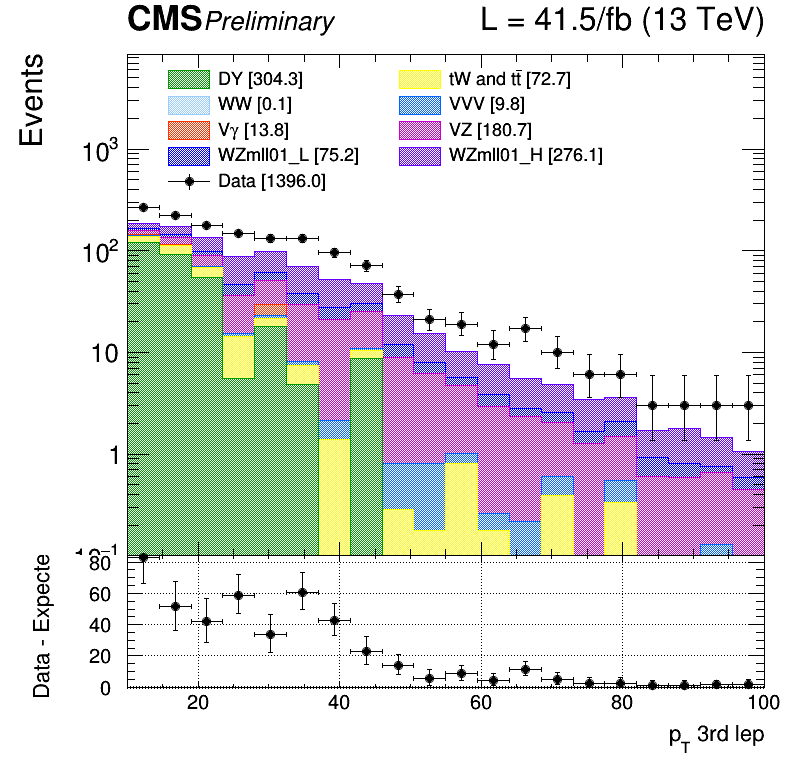 CMS Preliminary L = 41.5/fb (13 TeV)
Events
DY [304.3] tW and tt̄ [72.7]
WW [0.1] VVV [9.8]
Vγ [13.8] VZ [180.7]
WZmll01_L [75.2] WZmll01_H [276.1]
Data [1396.0]
10³
10²
10
1
Data - Expecte
80
60
40
20
0
20 40 60 80 100
p_T 3rd lep